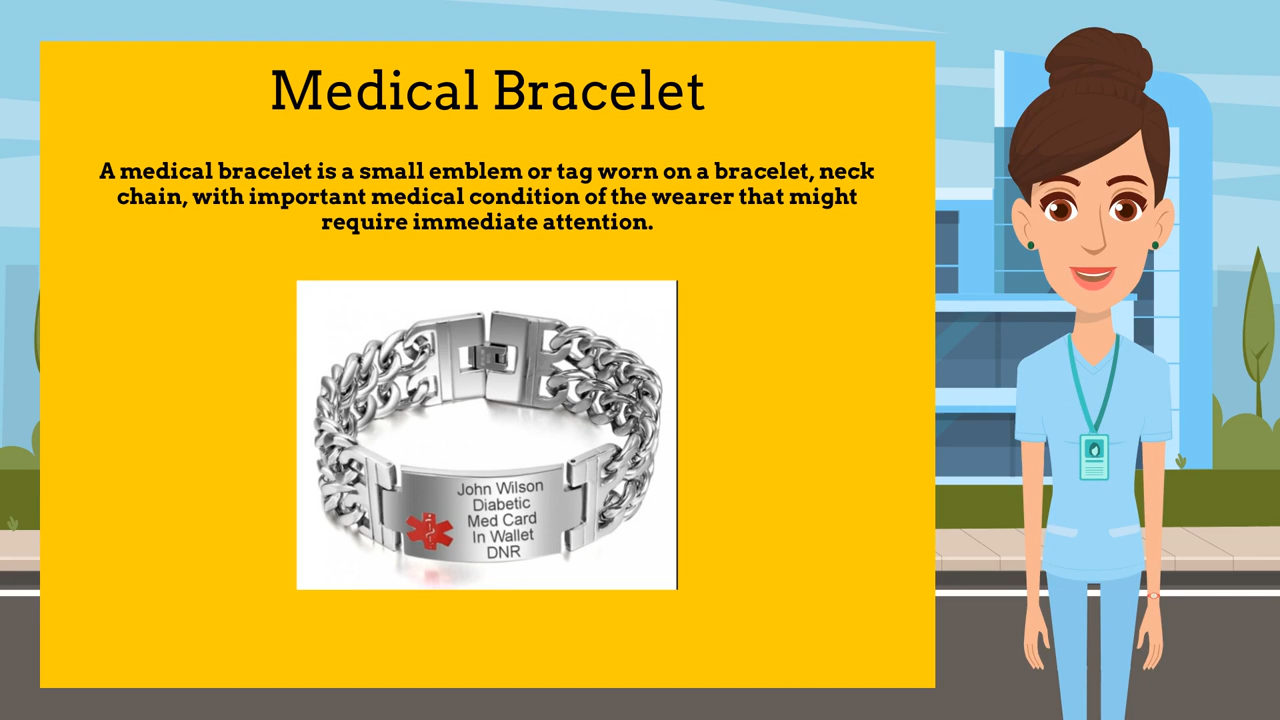 Medical Bracelet
A medical bracelet is a small emblem or tag worn on a bracelet, neck
chain, with important medical condition of the wearer that might
require immediate attention.
John Wilson
Diabetic
Med Card
In Wallet
DNR